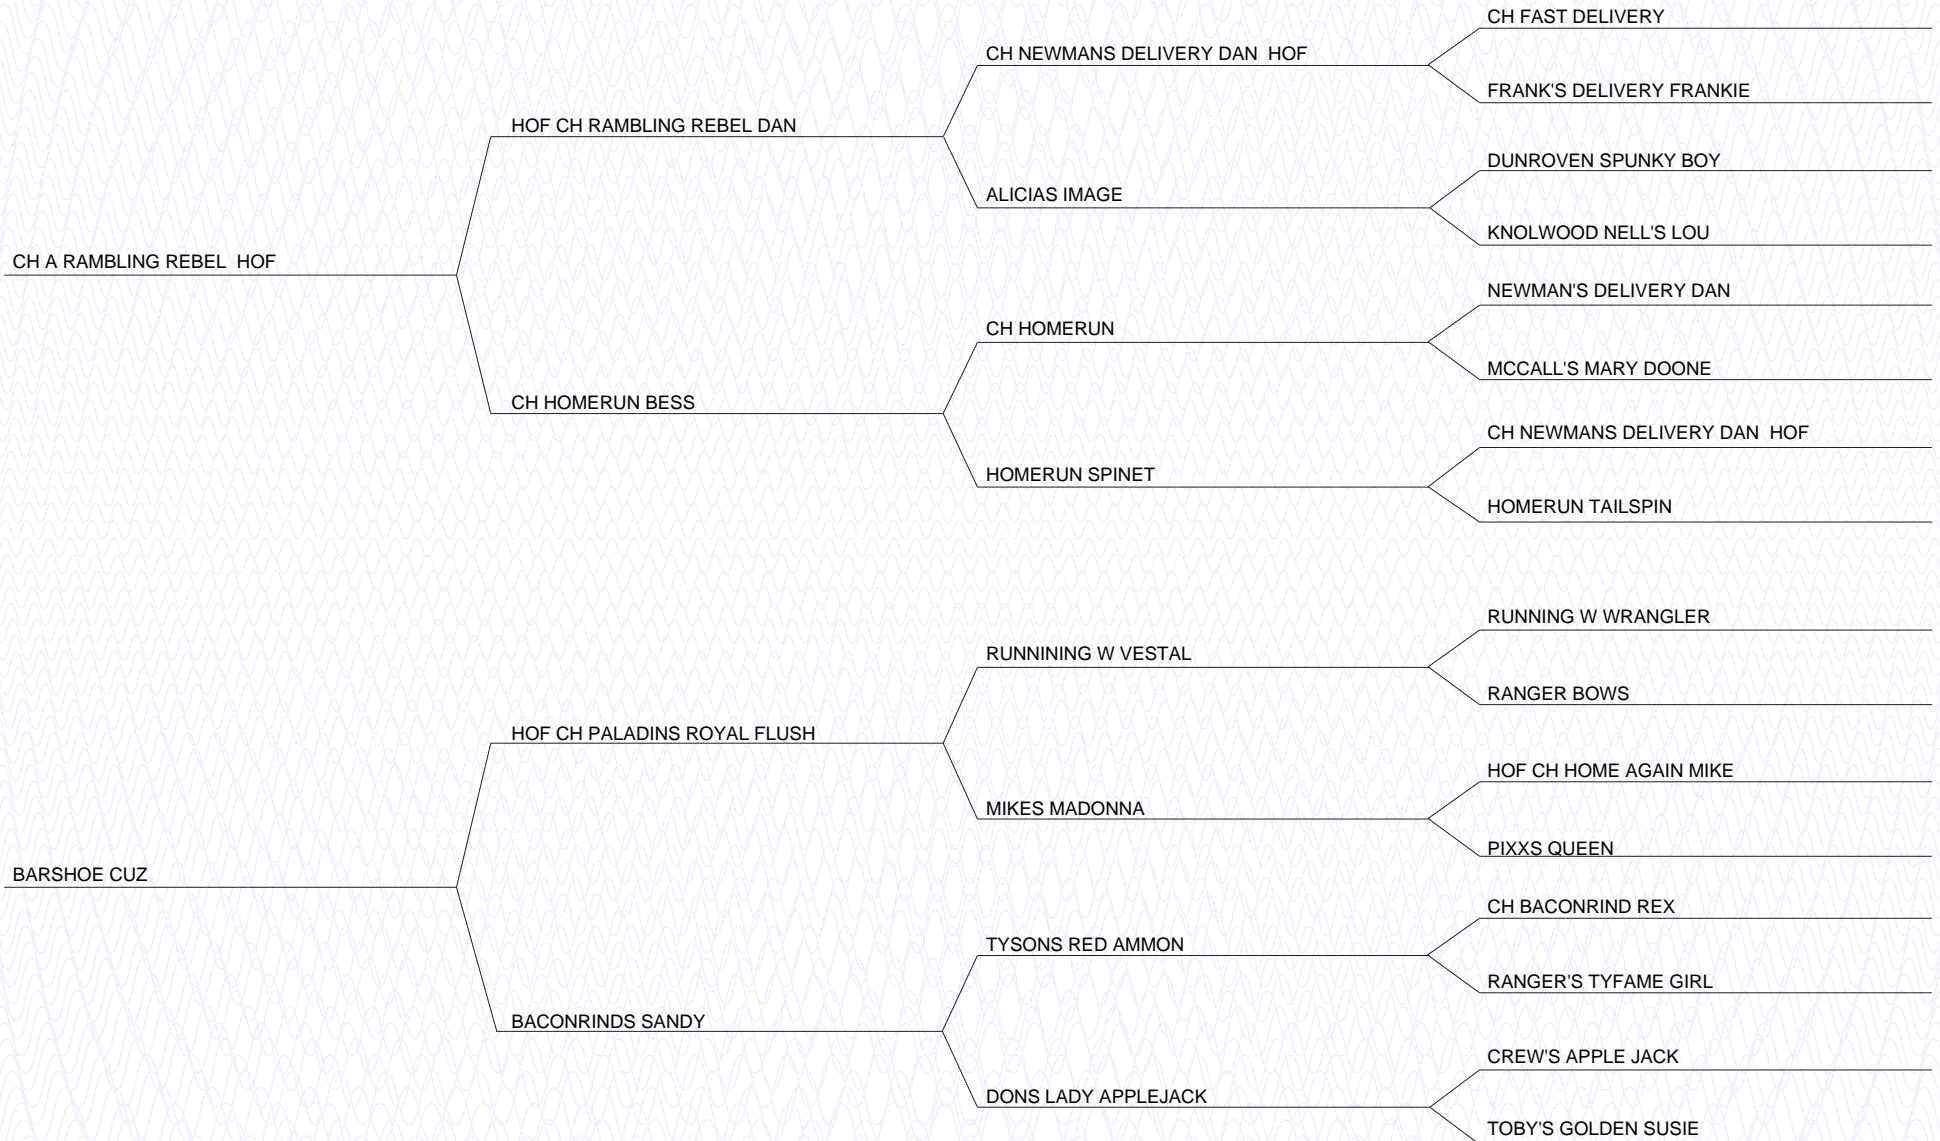 CH FAST DELIVERY
CH NEWMANS DELIVERY DAN  HOF
FRANK'S DELIVERY FRANKIE
HOF CH RAMBLING REBEL DAN
DUNROVEN SPUNKY BOY
ALICIAS IMAGE
KNOLWOOD NELL'S LOU
CH A RAMBLING REBEL  HOF
NEWMAN'S DELIVERY DAN
CH HOMERUN
MCCALL'S MARY DOONE
CH HOMERUN BESS
CH NEWMANS DELIVERY DAN  HOF
HOMERUN SPINET
HOMERUN TAILSPIN
RUNNING W WRANGLER
RUNNINING W VESTAL
RANGER BOWS
HOF CH PALADINS ROYAL FLUSH
HOF CH HOME AGAIN MIKE
MIKES MADONNA
PIXXS QUEEN
BARSHOE CUZ
CH BACONRIND REX
TYSONS RED AMMON
RANGER'S TYFAME GIRL
BACONRINDS SANDY
CREW'S APPLE JACK
DONS LADY APPLEJACK
TOBY'S GOLDEN SUSIE